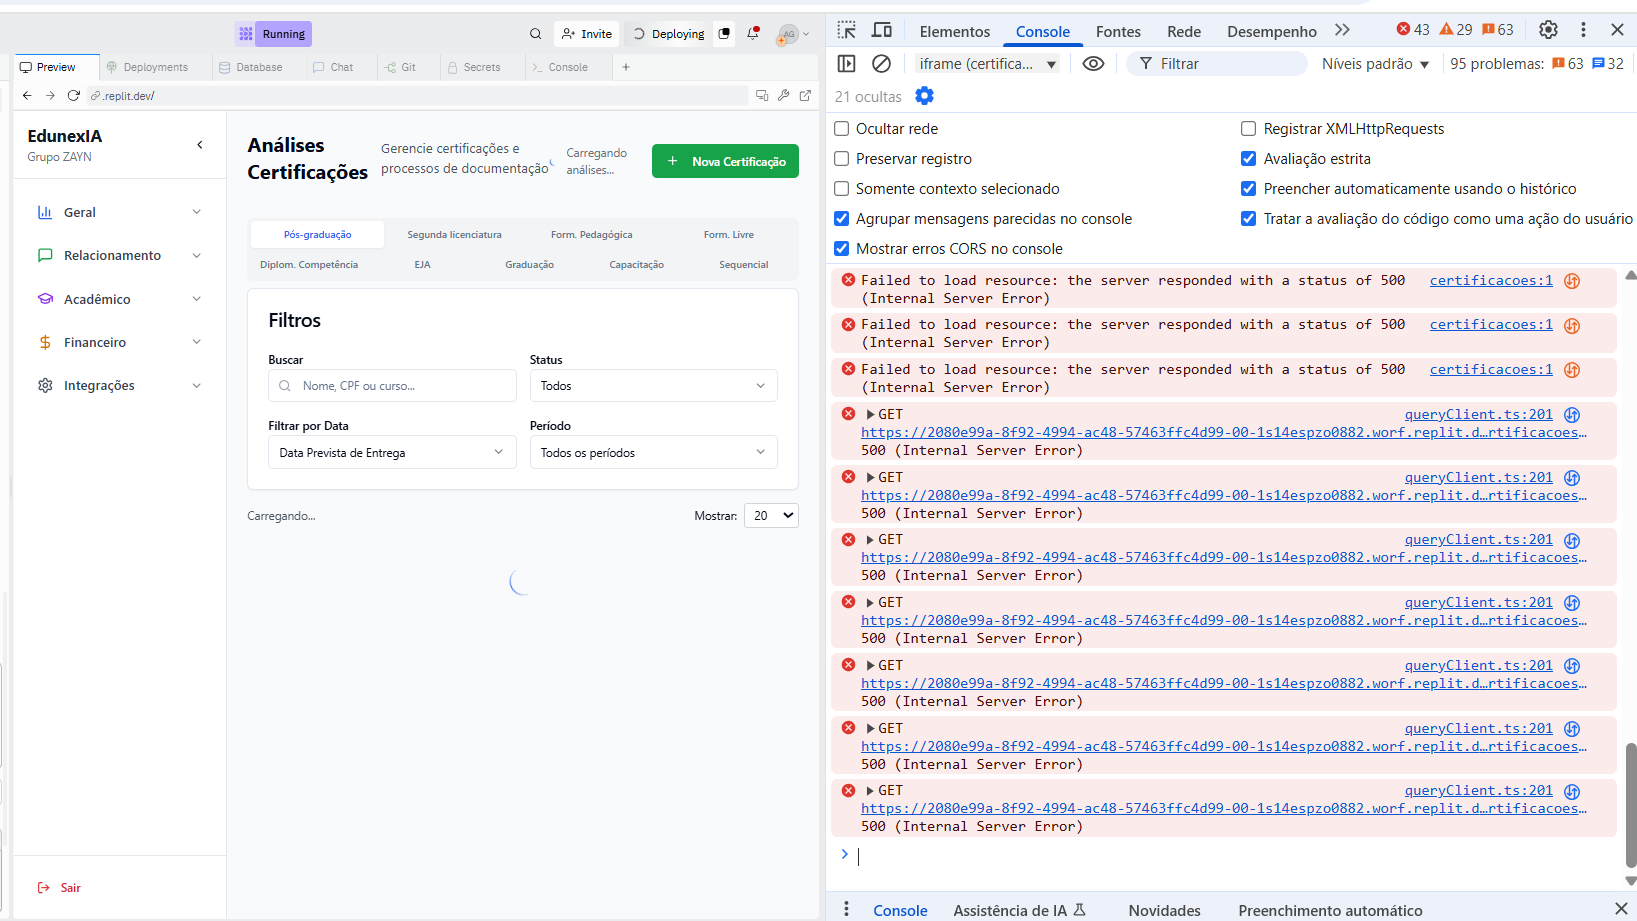 Running
Invite
Deploying
AG
Preview
Deployments
Database
Chat
Git
Secrets
Console
.replit.dev/
EdunexIA
Grupo ZAYN
Geral
Relacionamento
Acadêmico
Financeiro
Integrações
Sair
Análises
Certificações
Gerencie certificações e
processos de documentação
Carregando
análises...
+ Nova Certificação
Pós-graduação
Segunda licenciatura
Form. Pedagógica
Form. Livre
Diplom. Competência
EJA
Graduação
Capacitação
Sequencial
Filtros
Buscar
Nome, CPF ou curso...
Status
Todos
Filtrar por Data
Data Prevista de Entrega
Período
Todos os períodos
Carregando...
Mostrar: 20
Elementos
Console
Fontes
Rede
Desempenho
43 29 63
iframe (certifica... ▼
Filtrar
Níveis padrão ▼
95 problemas: 63 32
21 ocultas
Ocultar rede
Registrar XMLHttpRequests
Preservar registro
Avaliação estrita
Somente contexto selecionado
Preencher automaticamente usando o histórico
Agrupar mensagens parecidas no console
Tratar a avaliação do código como uma ação do usuário
Mostrar erros CORS no console
Failed to load resource: the server responded with a status of 500 certificacoes:1
(Internal Server Error)
Failed to load resource: the server responded with a status of 500 certificacoes:1
(Internal Server Error)
Failed to load resource: the server responded with a status of 500 certificacoes:1
(Internal Server Error)
GET queryClient.ts:201
https://2080e99a-8f92-4994-ac48-57463ffc4d99-00-1s14espzo0882.worf.replit.d…rtificacoes…
500 (Internal Server Error)
GET queryClient.ts:201
https://2080e99a-8f92-4994-ac48-57463ffc4d99-00-1s14espzo0882.worf.replit.d…rtificacoes…
500 (Internal Server Error)
GET queryClient.ts:201
https://2080e99a-8f92-4994-ac48-57463ffc4d99-00-1s14espzo0882.worf.replit.d…rtificacoes…
500 (Internal Server Error)
GET queryClient.ts:201
https://2080e99a-8f92-4994-ac48-57463ffc4d99-00-1s14espzo0882.worf.replit.d…rtificacoes…
500 (Internal Server Error)
GET queryClient.ts:201
https://2080e99a-8f92-4994-ac48-57463ffc4d99-00-1s14espzo0882.worf.replit.d…rtificacoes…
500 (Internal Server Error)
GET queryClient.ts:201
https://2080e99a-8f92-4994-ac48-57463ffc4d99-00-1s14espzo0882.worf.replit.d…rtificacoes…
500 (Internal Server Error)
GET queryClient.ts:201
https://2080e99a-8f92-4994-ac48-57463ffc4d99-00-1s14espzo0882.worf.replit.d…rtificacoes…
500 (Internal Server Error)
Console
Assistência de IA
Novidades
Preenchimento automático